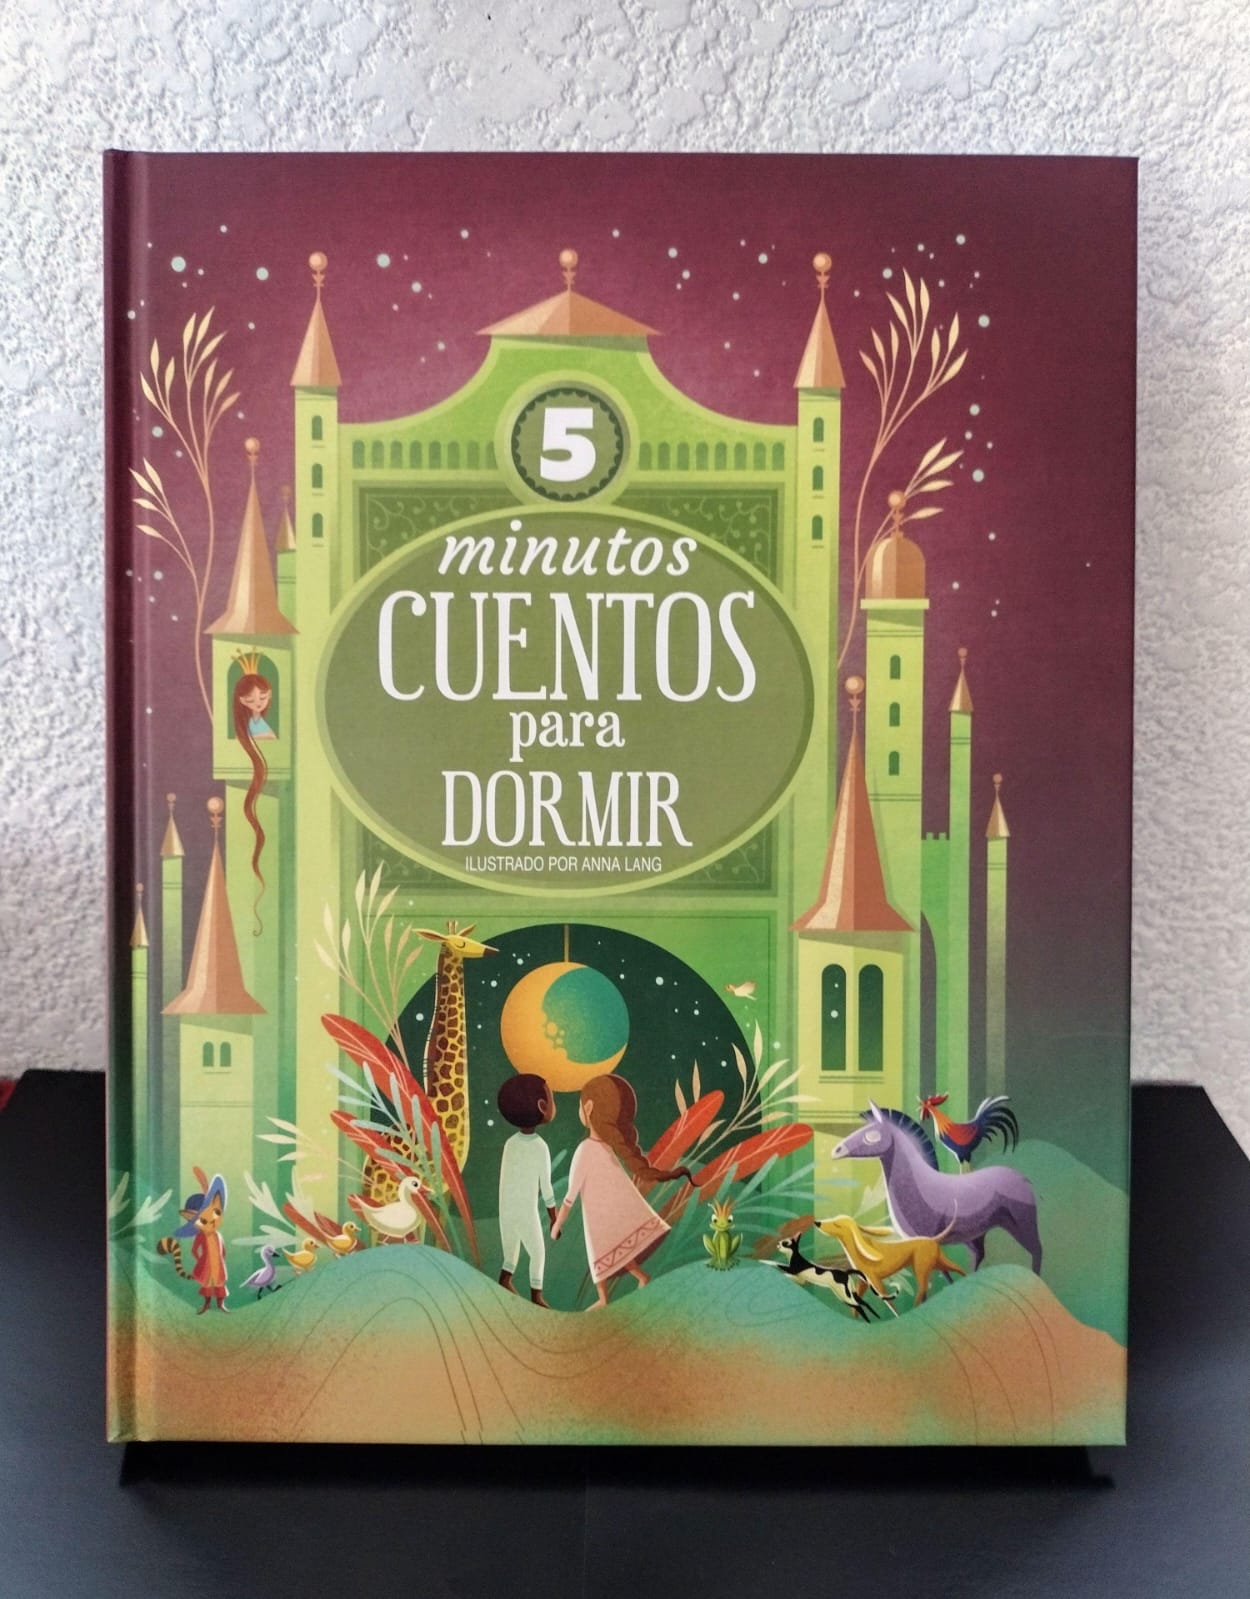 5
minutos
CUENTOS
para
DORMIR
ILUSTRADO POR ANNA LANG